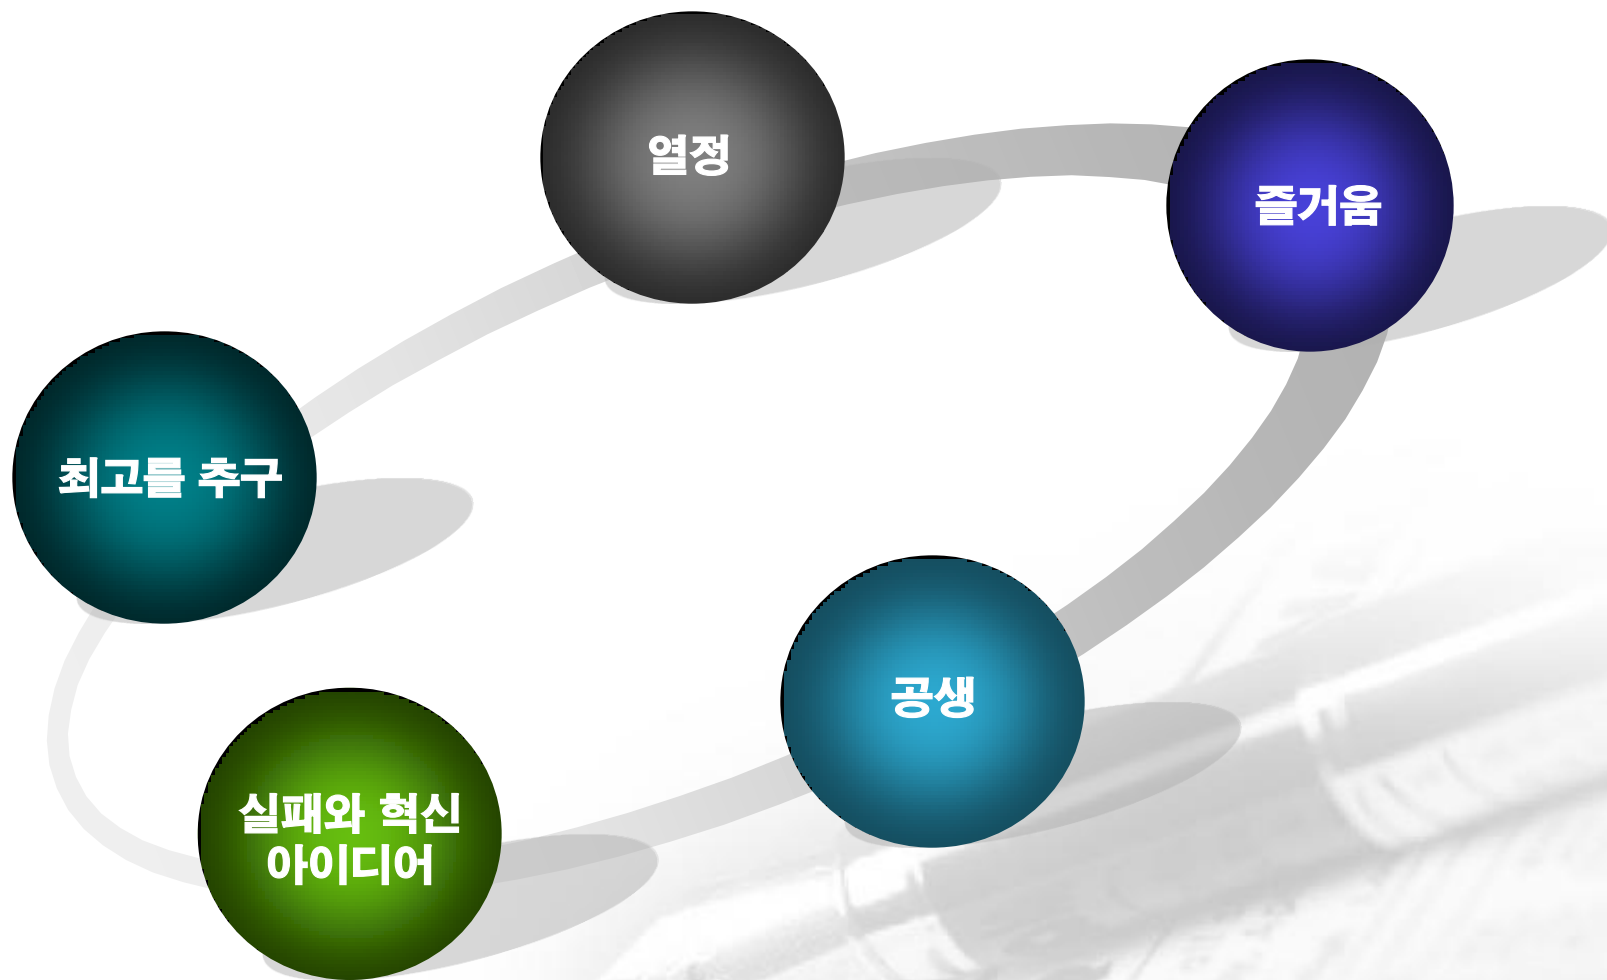 열정
즐거움
최고를 추구
공생
실패와 혁신
아이디어